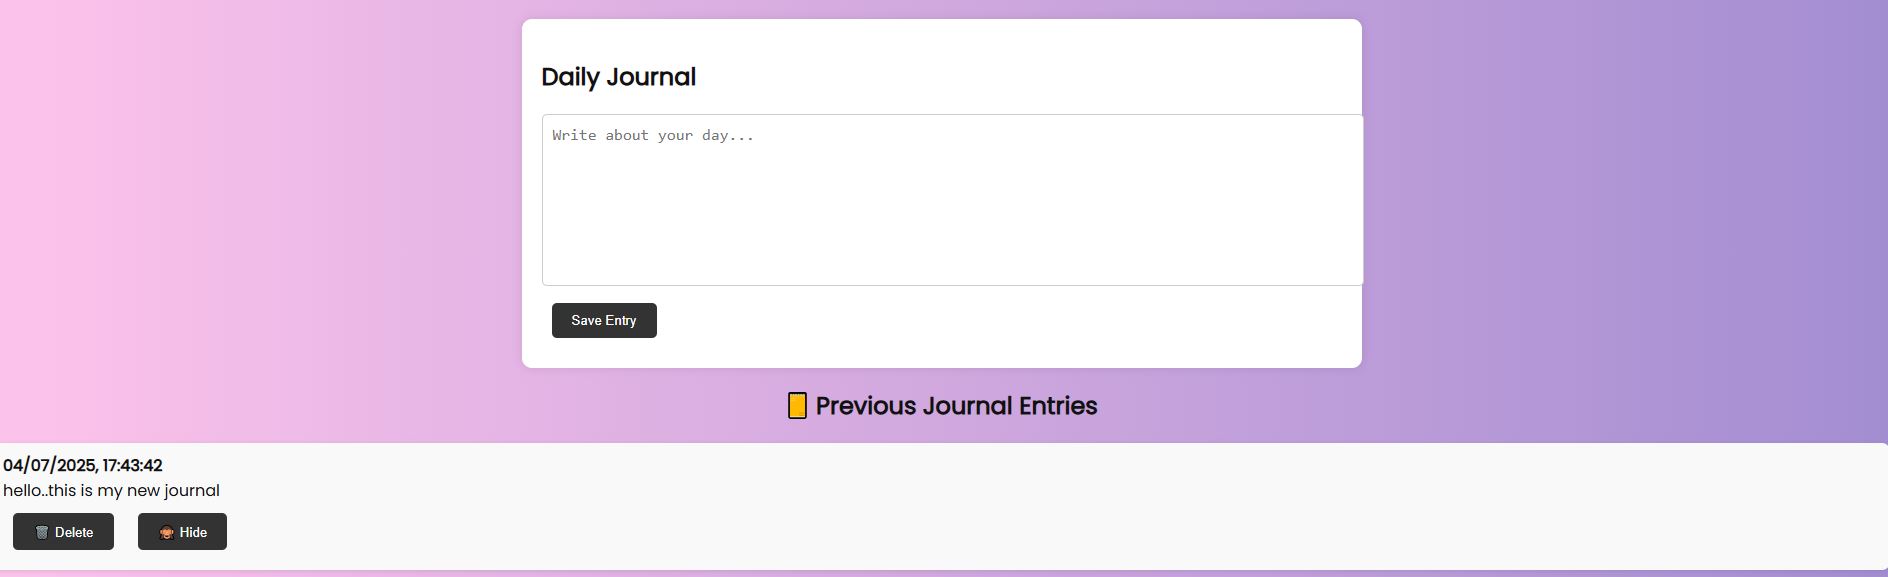 Daily Journal
Write about your day...
Save Entry
📒 Previous Journal Entries
04/07/2025, 17:43:42
hello..this is my new journal
🗑️ Delete 🙈 Hide